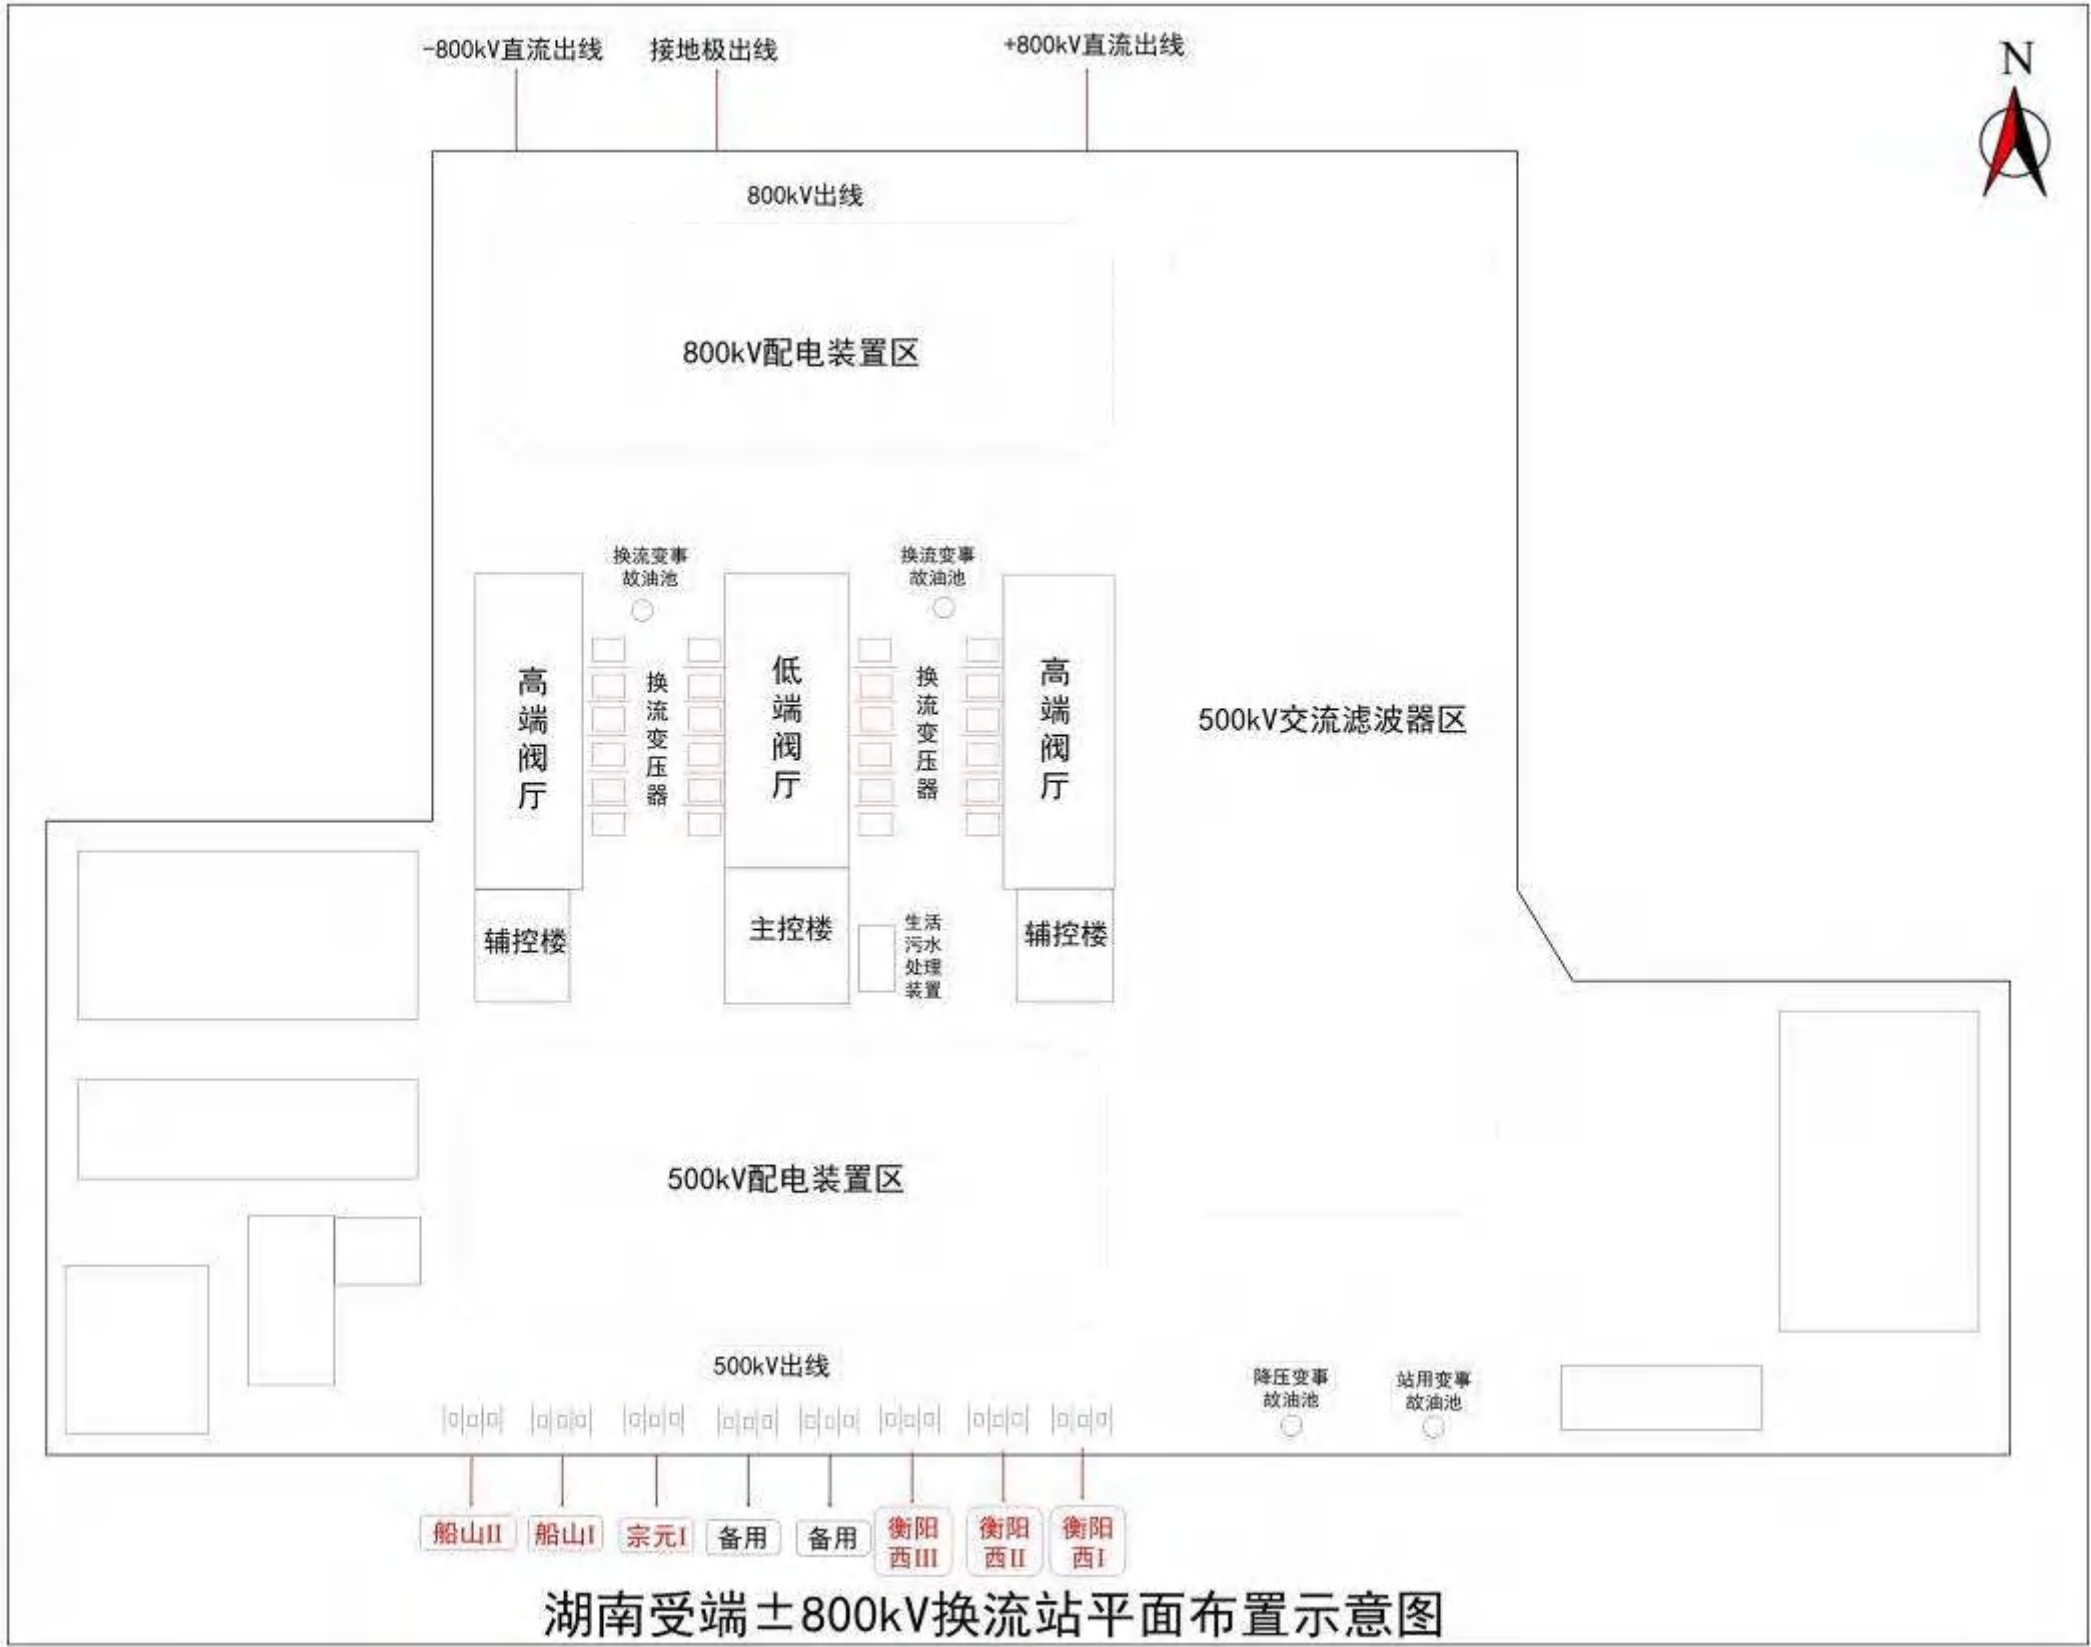 -800kV直流出线
接地极出线
+800kV直流出线
N
800kV出线
800kV配电装置区
换流变事
故油池
换流变事
故油池
高端阀厅
换流变压器
低端阀厅
换流变压器
高端阀厅
500kV交流滤波器区
辅控楼
主控楼
生活
污水
处理
装置
辅控楼
500kV配电装置区
500kV出线
降压变事
故油池
站用变事
故油池
船山II
船山I
宗元I
备用
备用
衡阳
西III
衡阳
西II
衡阳
西I
湖南受端±800kV换流站平面布置示意图